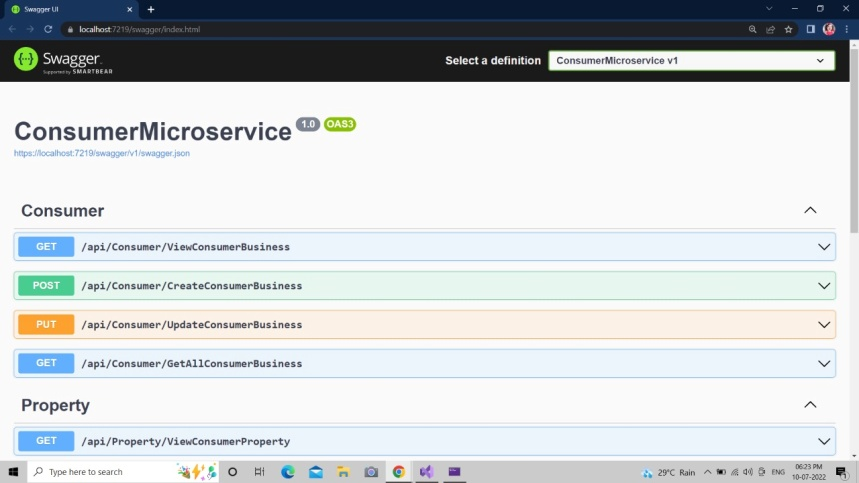 Swagger UI
localhost:7219/swagger/index.html
Swagger.
Supported by SMARTBEAR
Select a definition
ConsumerMicroservice v1
ConsumerMicroservice 1.0 OAS3
https://localhost:7219/swagger/v1/swagger.json
Consumer
GET /api/Consumer/ViewConsumerBusiness
POST /api/Consumer/CreateConsumerBusiness
PUT /api/Consumer/UpdateConsumerBusiness
GET /api/Consumer/GetAllConsumerBusiness
Property
GET /api/Property/ViewConsumerProperty
Type here to search
29°C Rain
ENG
06:23 PM
10-07-2022